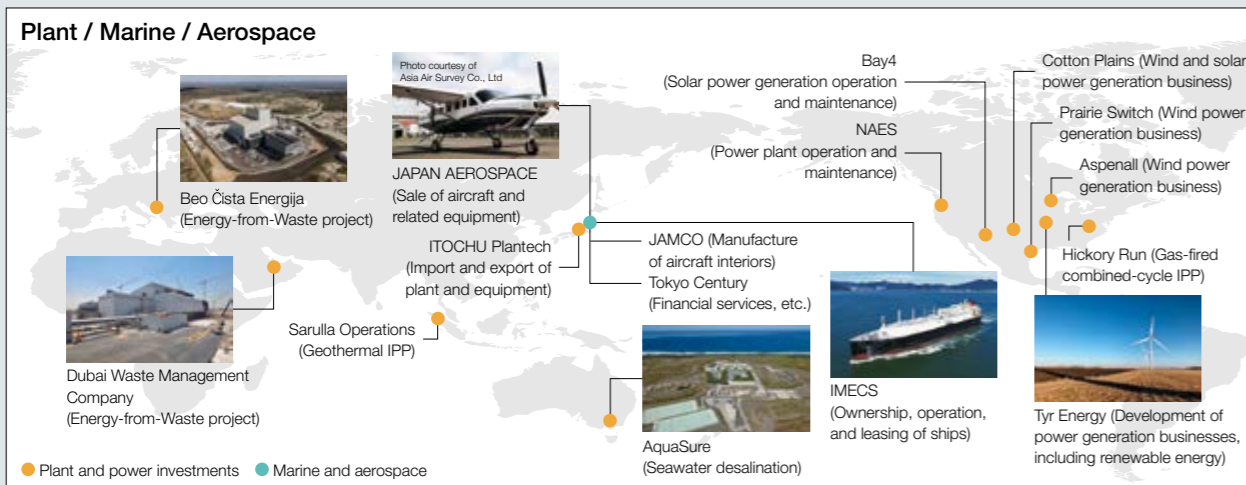 Plant / Marine / Aerospace
Photo courtesy of
Asia Air Survey Co., Ltd
Beo Čista Energija
(Energy-from-Waste project)
JAPAN AEROSPACE
(Sale of aircraft and
related equipment)
Bay4
(Solar power generation operation
and maintenance)
NAES
(Power plant operation and
maintenance)
Cotton Plains (Wind and solar
power generation business)
Prairie Switch (Wind power
generation business)
Aspenall (Wind power
generation business)
Hickory Run (Gas-fired
combined-cycle IPP)
ITOCHU Plantech
(Import and export of
plant and equipment)
JAMCO (Manufacture
of aircraft interiors)
Tokyo Century
(Financial services, etc.)
Sarulla Operations
(Geothermal IPP)
Dubai Waste Management
Company
(Energy-from-Waste project)
AquaSure
(Seawater desalination)
IMECS
(Ownership, operation,
and leasing of ships)
Tyr Energy (Development of
power generation businesses,
including renewable energy)
Plant and power investments
Marine and aerospace